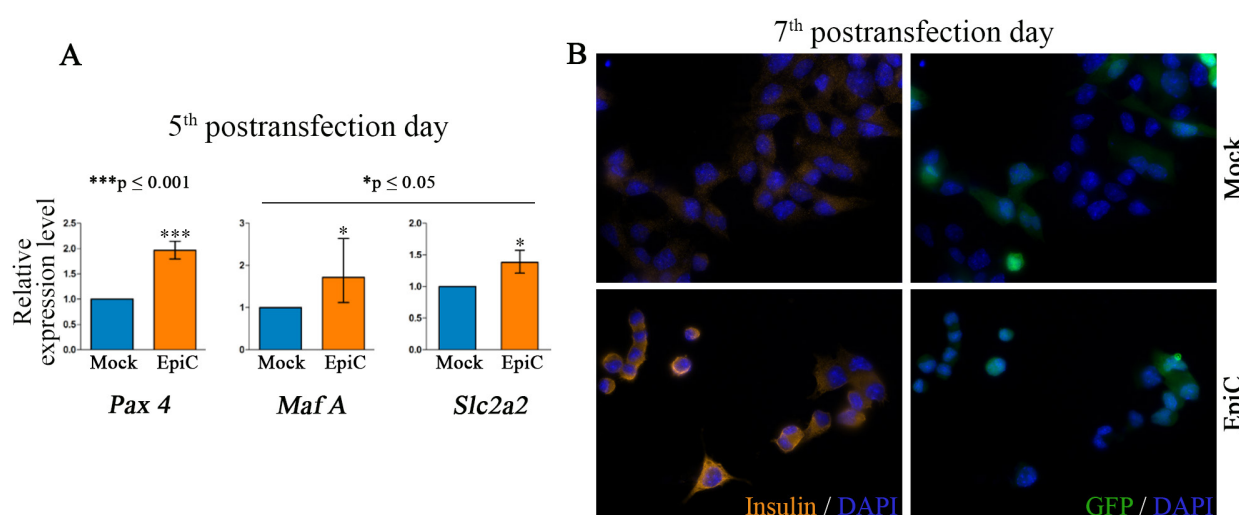 A
5th postransfection day
***p ≤ 0.001
*p ≤ 0.05
Relative
expression level
2.5
2.0
1.5
1.0
0.5
0.0
***
Mock EpiC
Pax 4
3
2
1
0
*
Mock EpiC
Maf A
2.0
1.5
1.0
0.5
0.0
*
Mock EpiC
Slc2a2
B
7th postransfection day
Mock
EpiC
Insulin / DAPI
GFP / DAPI